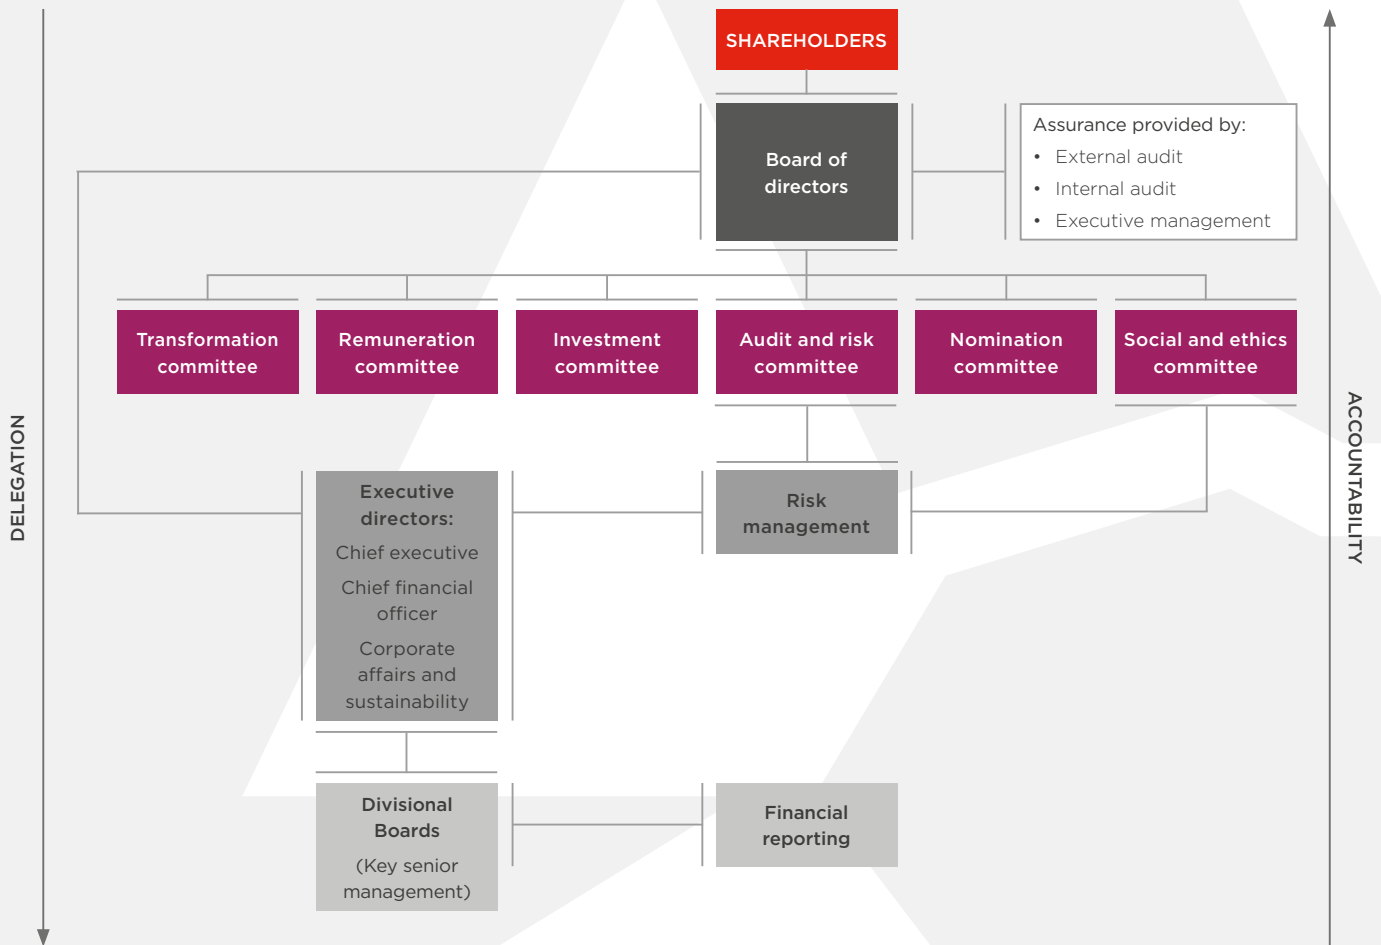 SHAREHOLDERS
Board of
directors
Assurance provided by:
• External audit
• Internal audit
• Executive management
Transformation
committee
Remuneration
committee
Investment
committee
Audit and risk
committee
Nomination
committee
Social and ethics
committee
DELEGATION
ACCOUNTABILITY
Executive
directors:
Chief executive
Chief financial
officer
Corporate
affairs and
sustainability
Risk
management
Divisional
Boards
(Key senior
management)
Financial
reporting